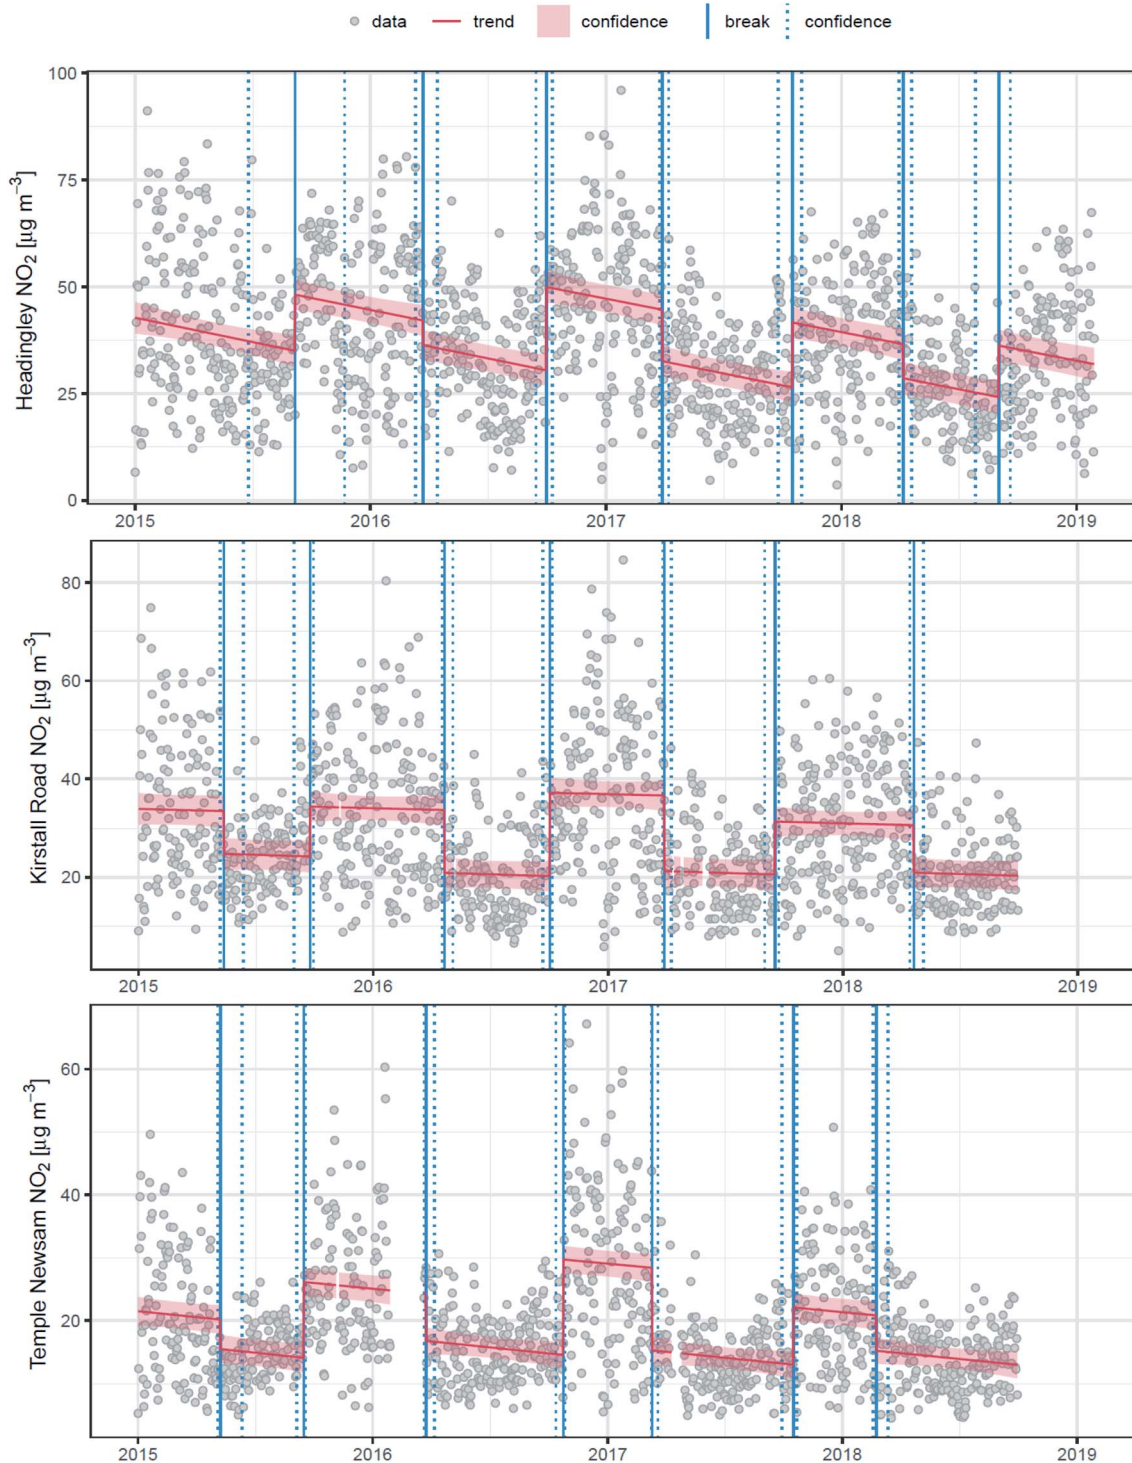 data trend confidence break confidence
Headingley NO₂ [µg m⁻³]
100
75
50
25
0
2015 2016 2017 2018 2019
Kirstall Road NO₂ [µg m⁻³]
80
60
40
20
2015 2016 2017 2018 2019
Temple Newsam NO₂ [µg m⁻³]
60
40
20
2015 2016 2017 2018 2019